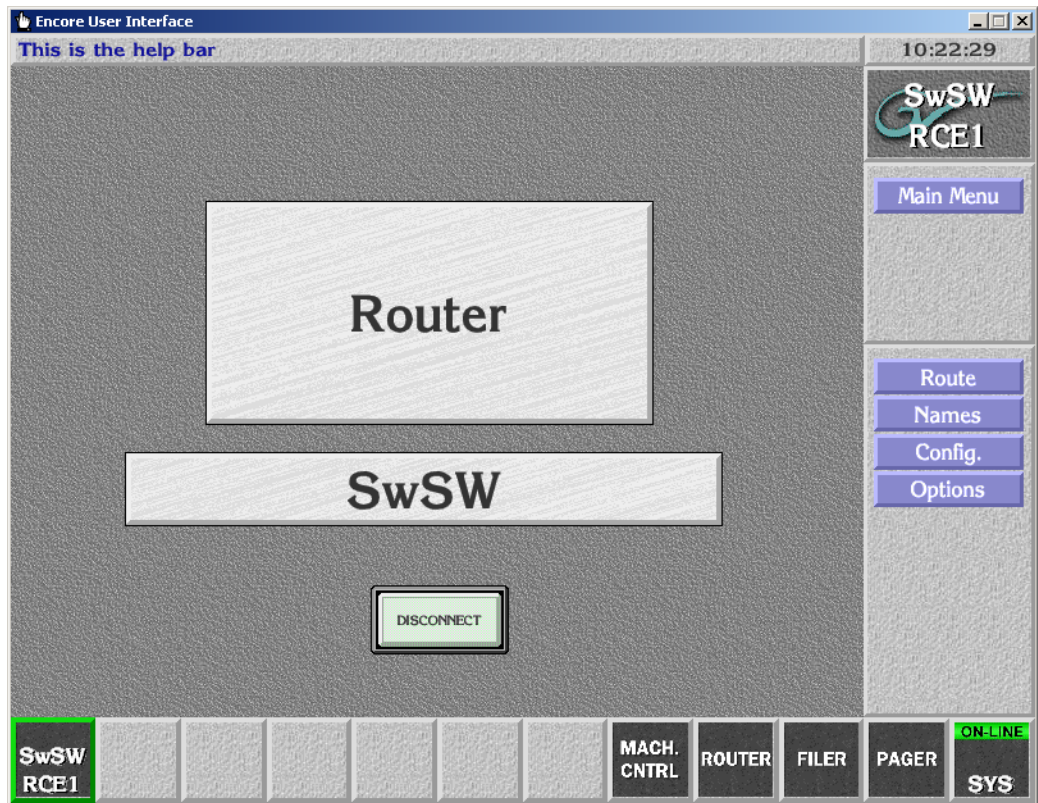 Encore User Interface
This is the help bar
10:22:29
SwSW
RCE1
Main Menu
Router
Route
Names
Config.
Options
SwSW
DISCONNECT
SwSW
RCE1
MACH.
CNTRL
ROUTER
FILER
PAGER
ON-LINE
SYS